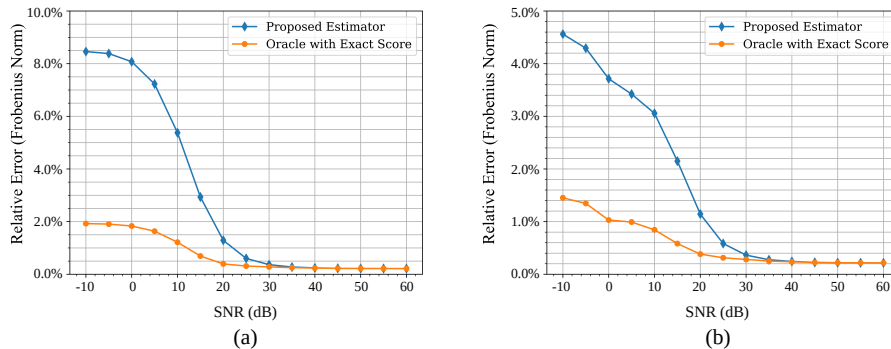 10.0%
8.0%
6.0%
4.0%
2.0%
0.0%
Relative Error (Frobenius Norm)
Proposed Estimator
Oracle with Exact Score
-10 0 10 20 30 40 50 60
SNR (dB)
(a)
5.0%
4.0%
3.0%
2.0%
1.0%
0.0%
Relative Error (Frobenius Norm)
Proposed Estimator
Oracle with Exact Score
-10 0 10 20 30 40 50 60
SNR (dB)
(b)